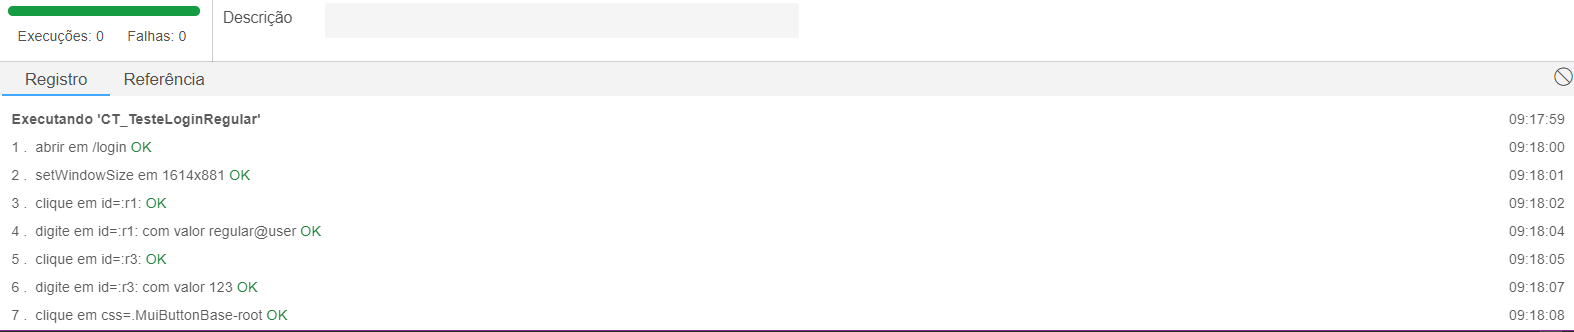 Execuções: 0 Falhas: 0
Descrição
Registro Referência
Executando 'CT_TesteLoginRegular' 09:17:59
1 . abrir em /login OK 09:18:00
2 . setWindowSize em 1614x881 OK 09:18:01
3 . clique em id=:r1: OK 09:18:02
4 . digite em id=:r1: com valor regular@user OK 09:18:04
5 . clique em id=:r3: OK 09:18:05
6 . digite em id=:r3: com valor 123 OK 09:18:07
7 . clique em css=.MuiButtonBase-root OK 09:18:08